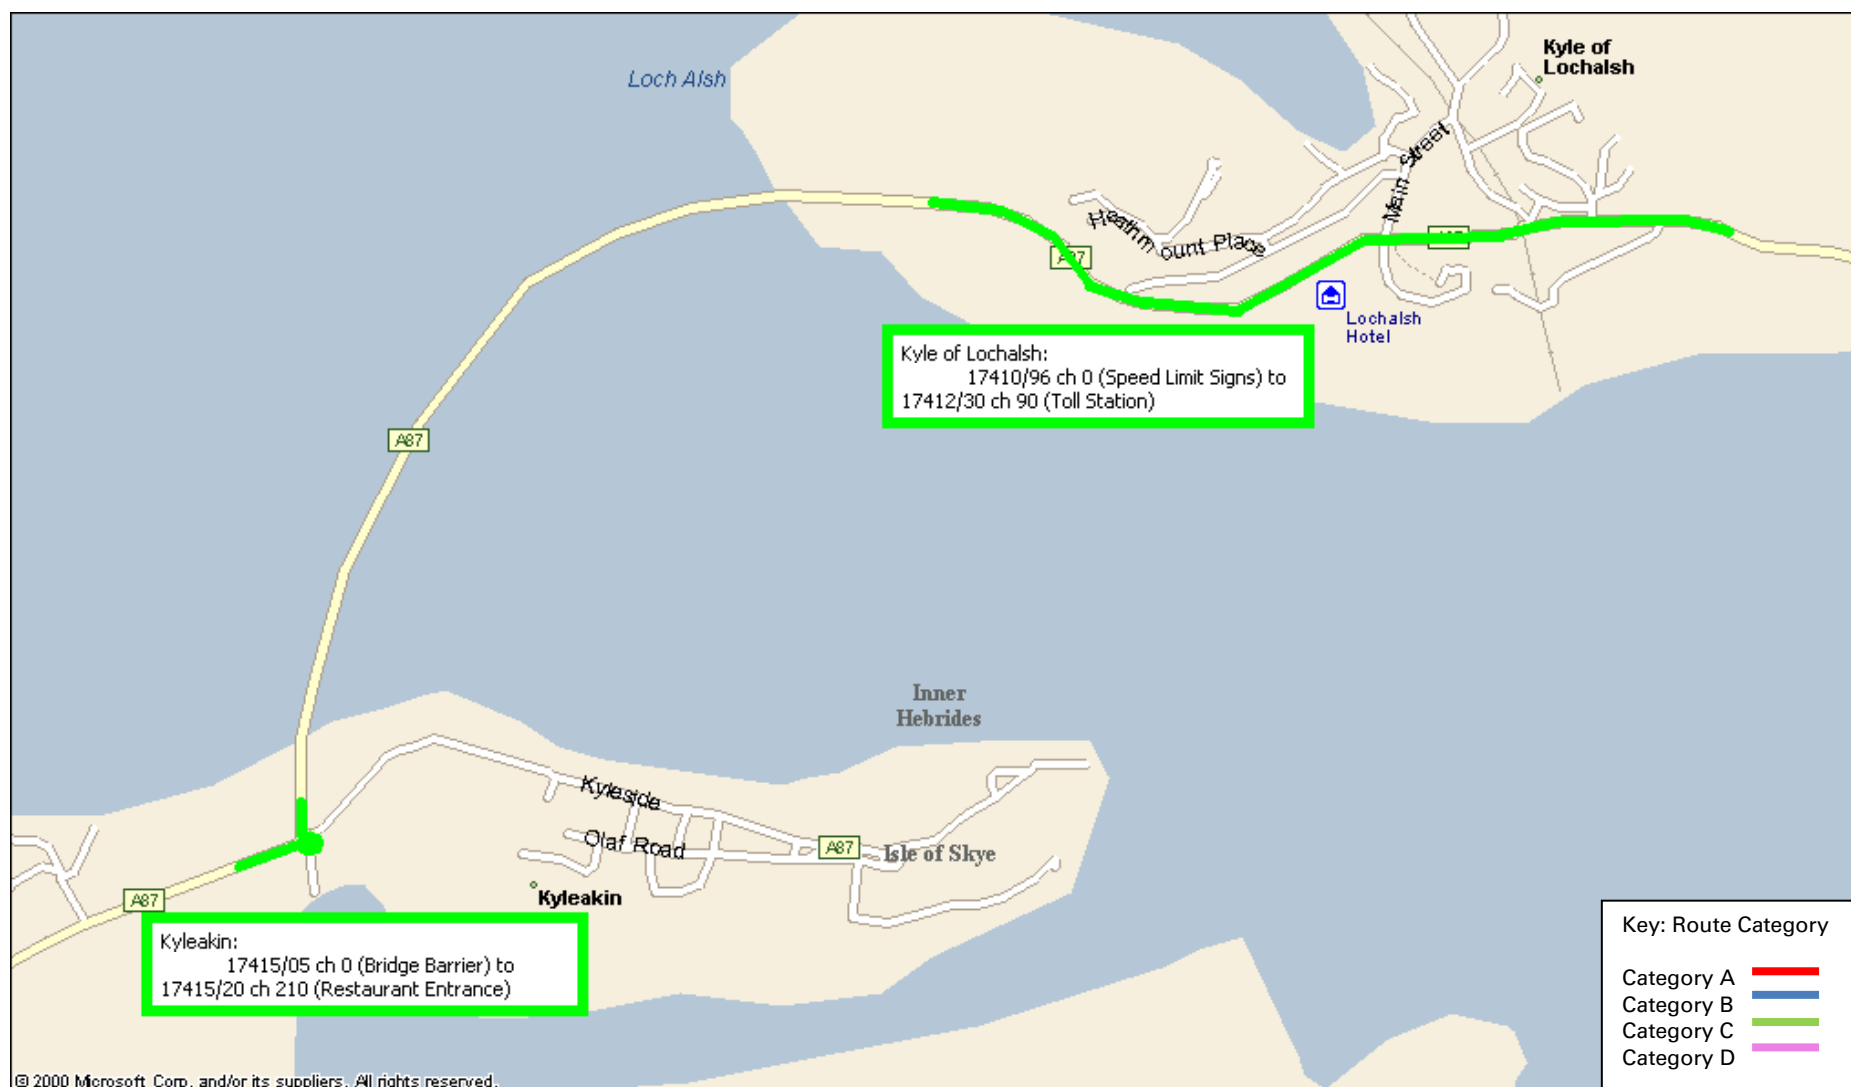 Loch Alsh
Kyle of
Lochalsh
Main Street
Heathmount Place
A87
A87
Lochalsh
Hotel
Kyle of Lochalsh:
17410/96 ch 0 (Speed Limit Signs) to
17412/30 ch 90 (Toll Station)
A87
Inner
Hebrides
Kyleside
Olaf Road
A87
Isle of Skye
Kyleakin
A87
Kyleakin:
17415/05 ch 0 (Bridge Barrier) to
17415/20 ch 210 (Restaurant Entrance)
Key: Route Category
Category A
Category B
Category C
Category D
© 2000 Microsoft Corp. and/or its suppliers. All rights reserved.